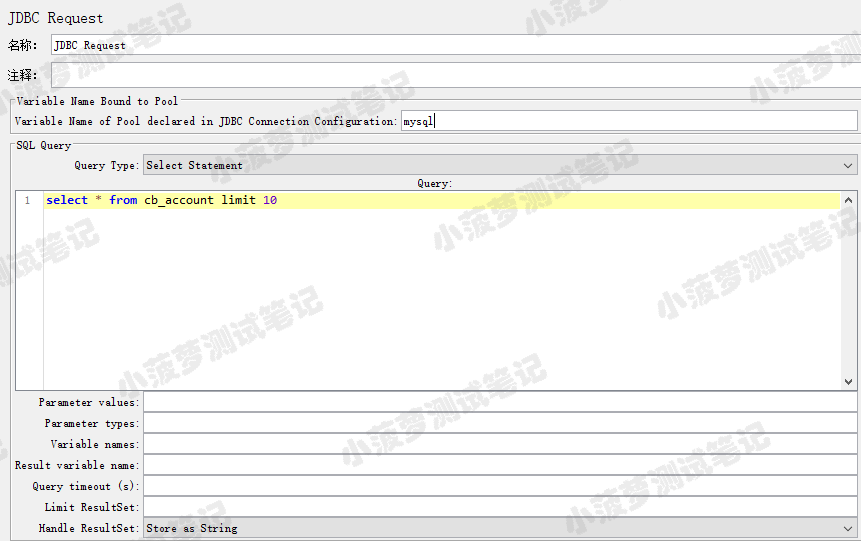 JDBC Request
名称： JDBC Request
注释：
Variable Name Bound to Pool
Variable Name of Pool declared in JDBC Connection Configuration: mysql
SQL Query
Query Type: Select Statement
Query:
1 select * from cb_account limit 10
Parameter values:
Parameter types:
Variable names:
Result variable name:
Query timeout (s):
Limit ResultSet:
Handle ResultSet: Store as String
小菠萝测试笔记